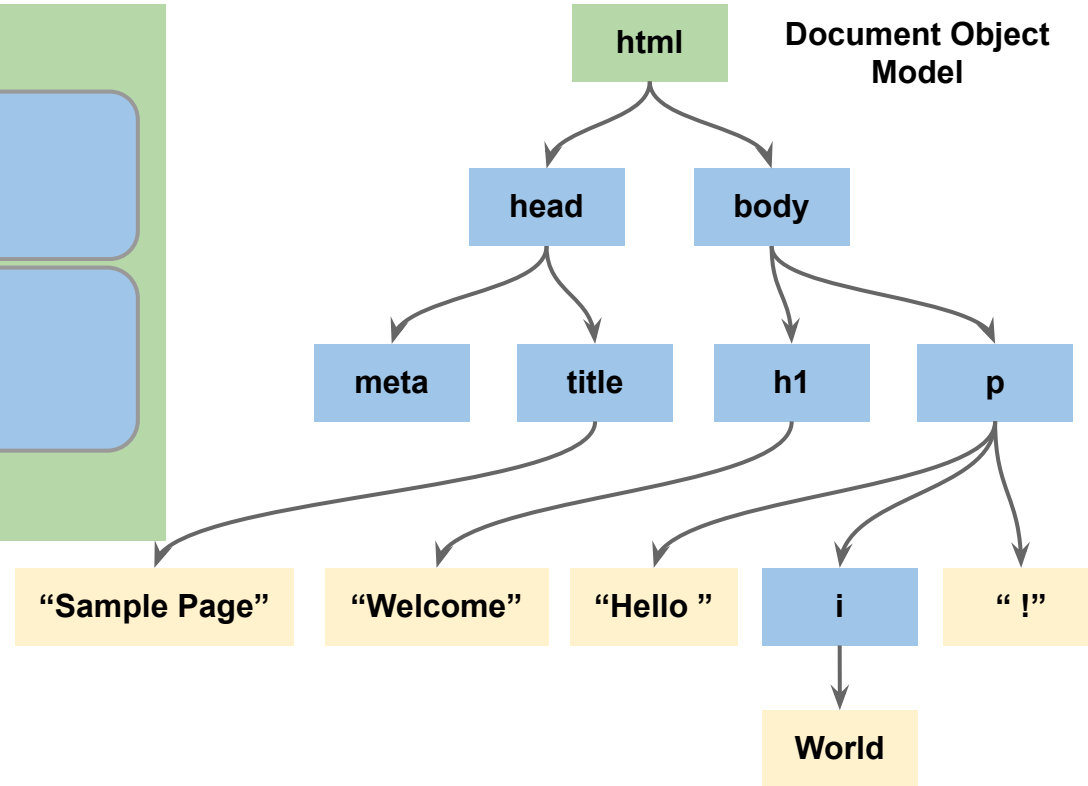 html
Document Object
Model
head
body
meta
title
h1
p
“Sample Page”
“Welcome”
“Hello ”
i
“ !”
World